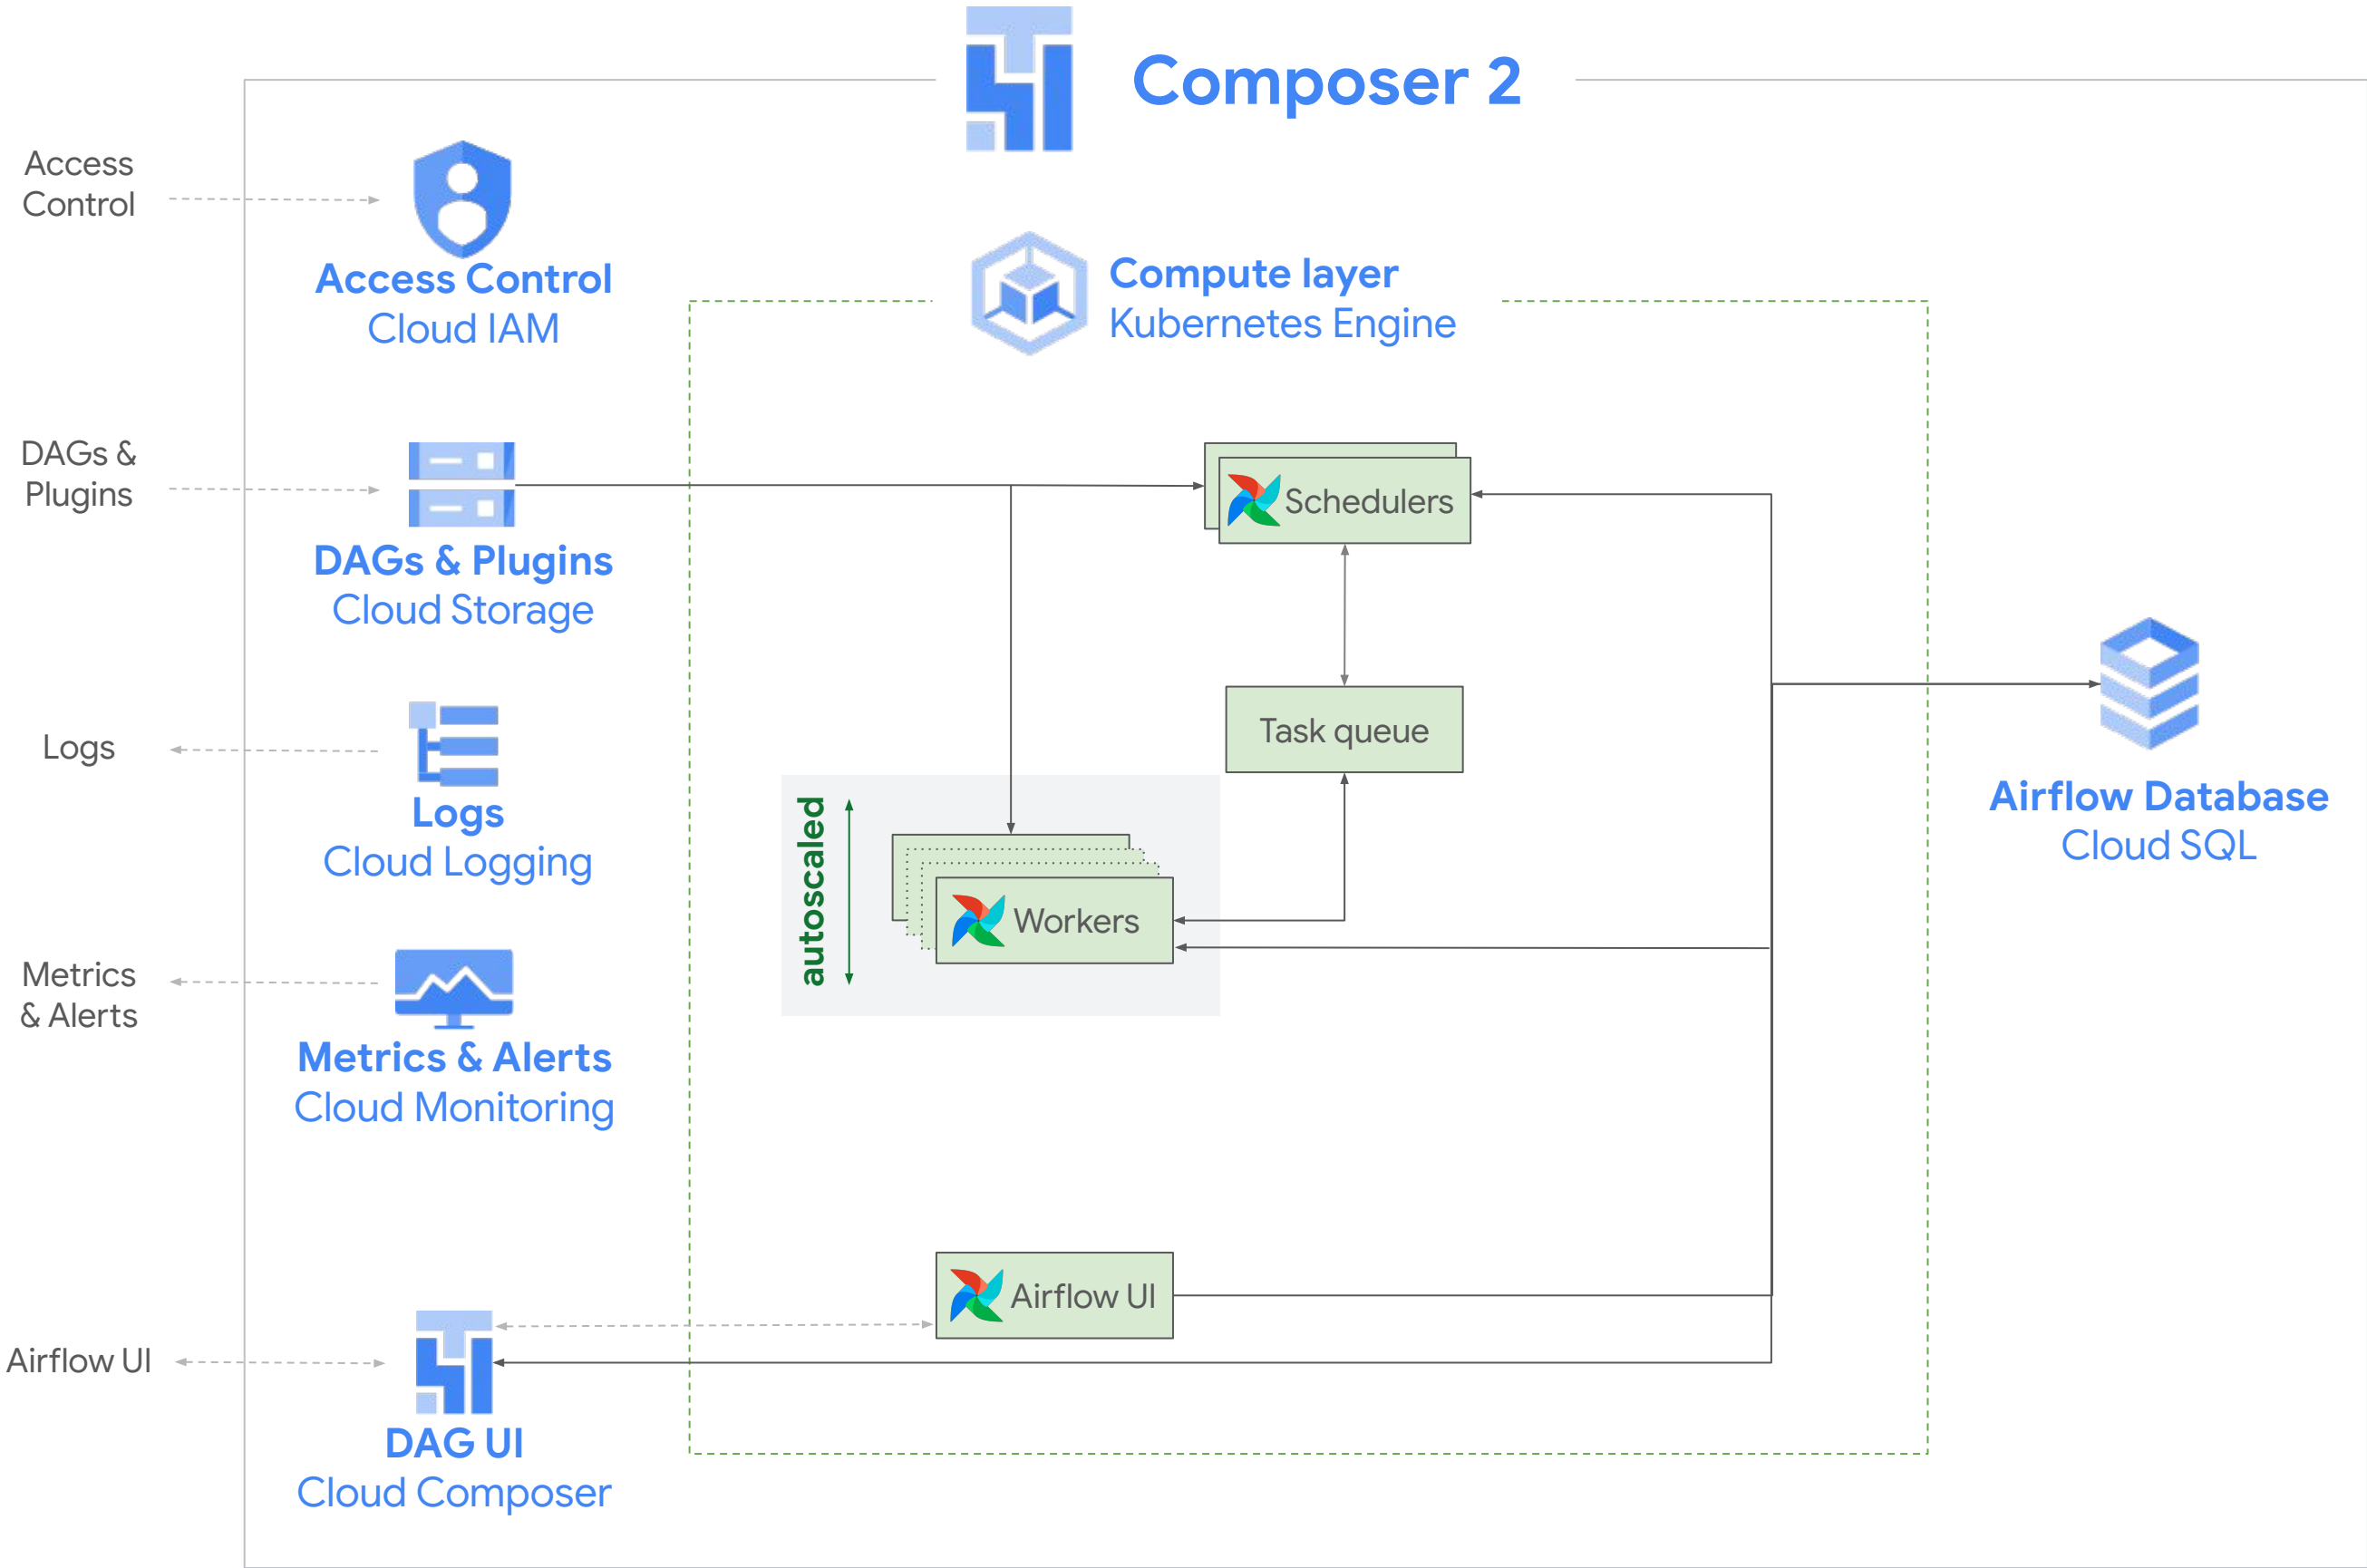 Composer 2
Access
Control
Access Control
Cloud IAM
Compute layer
Kubernetes Engine
DAGs &
Plugins
DAGs & Plugins
Cloud Storage
Schedulers
Task queue
Logs
Logs
Cloud Logging
autoscaled
Workers
Airflow Database
Cloud SQL
Metrics
& Alerts
Metrics & Alerts
Cloud Monitoring
Airflow UI
Airflow UI
DAG UI
Cloud Composer